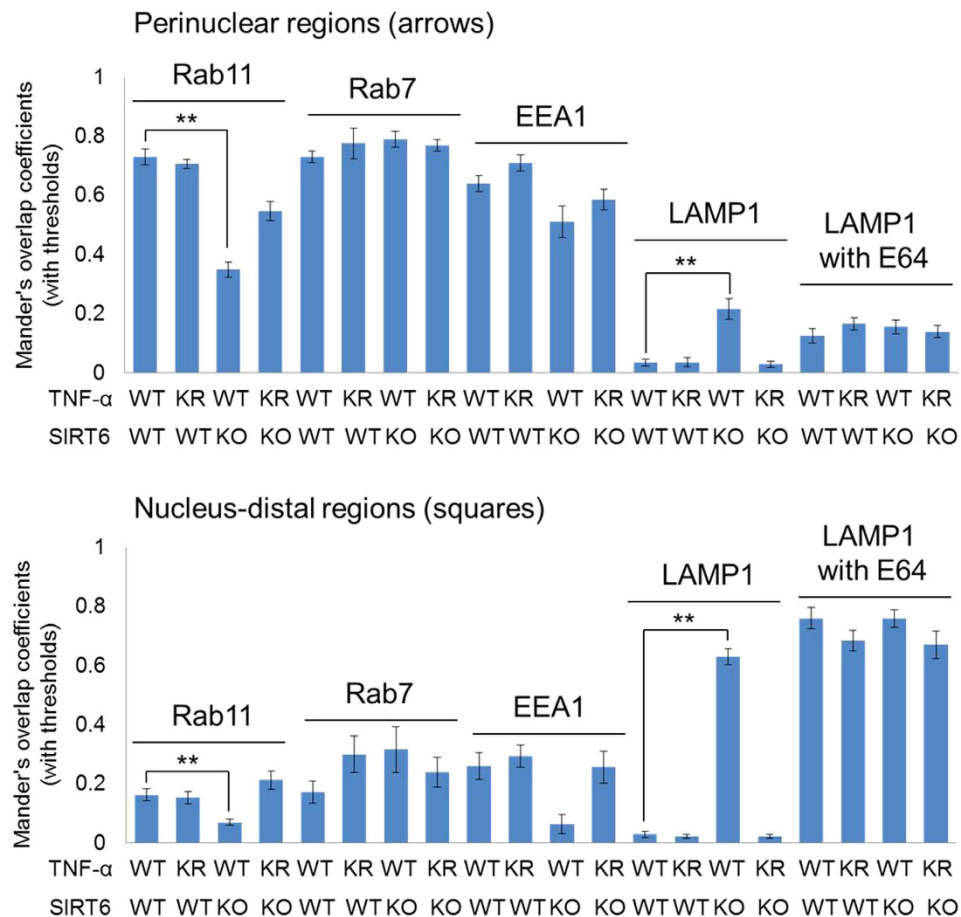 Perinuclear regions (arrows)
Mander's overlap coefficients
(with thresholds)
1
0.8
0.6
0.4
0.2
0
Rab11
**
Rab7
EEA1
LAMP1
**
LAMP1
with E64
TNF-α WT KR WT KR WT KR WT KR WT KR WT KR WT KR WT KR WT KR WT KR
SIRT6 WT WT KO KO WT WT KO KO WT WT KO KO WT WT KO KO WT WT KO KO
Nucleus-distal regions (squares)
Mander's overlap coefficients
(with thresholds)
1
0.8
0.6
0.4
0.2
0
Rab11
**
Rab7
EEA1
LAMP1
**
LAMP1
with E64
TNF-α WT KR WT KR WT KR WT KR WT KR WT KR WT KR WT KR WT KR WT KR
SIRT6 WT WT KO KO WT WT KO KO WT WT KO KO WT WT KO KO WT WT KO KO